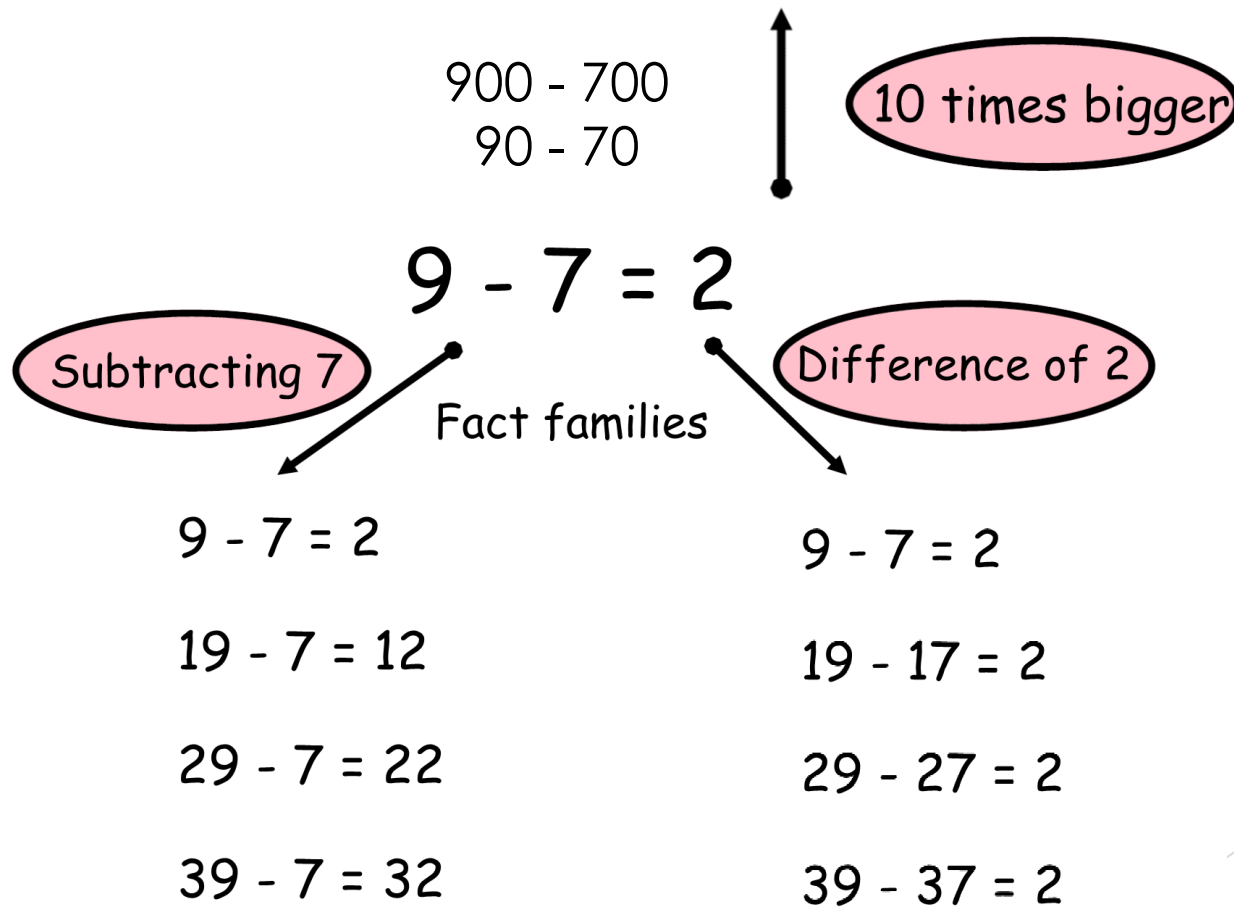 900 - 700
10 times bigger
90 - 70
9 - 7 = 2
Subtracting 7
Difference of 2
Fact families
9 - 7 = 2
19 - 7 = 12
29 - 7 = 22
39 - 7 = 32
9 - 7 = 2
19 - 17 = 2
29 - 27 = 2
39 - 37 = 2